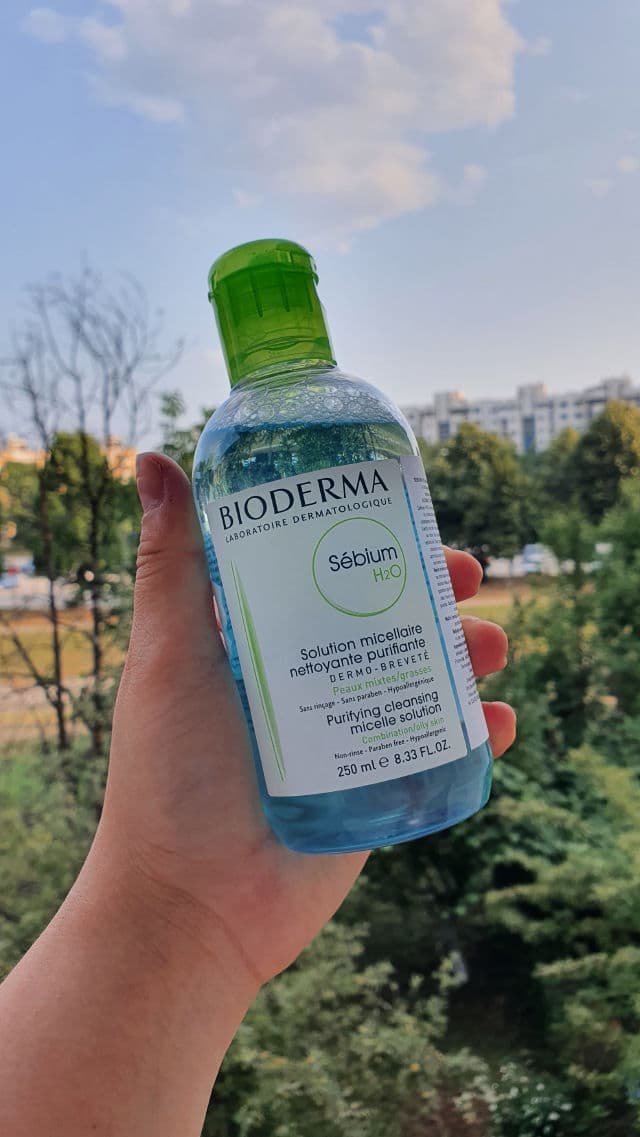 BIODERMA
LABORATOIRE DERMATOLOGIQUE
Sébium
H2O
Solution micellaire
nettoyante purifiante
DERMO-BREVETÉ
Peaux mixtes/grasses
Sans rinçage - Sans paraben - Hypoallergénique
Purifying cleansing
micelle solution
Combination/oily skin
Non-rinse - Paraben free - Hypoallergenic
250 ml e 8.33 FL.OZ.